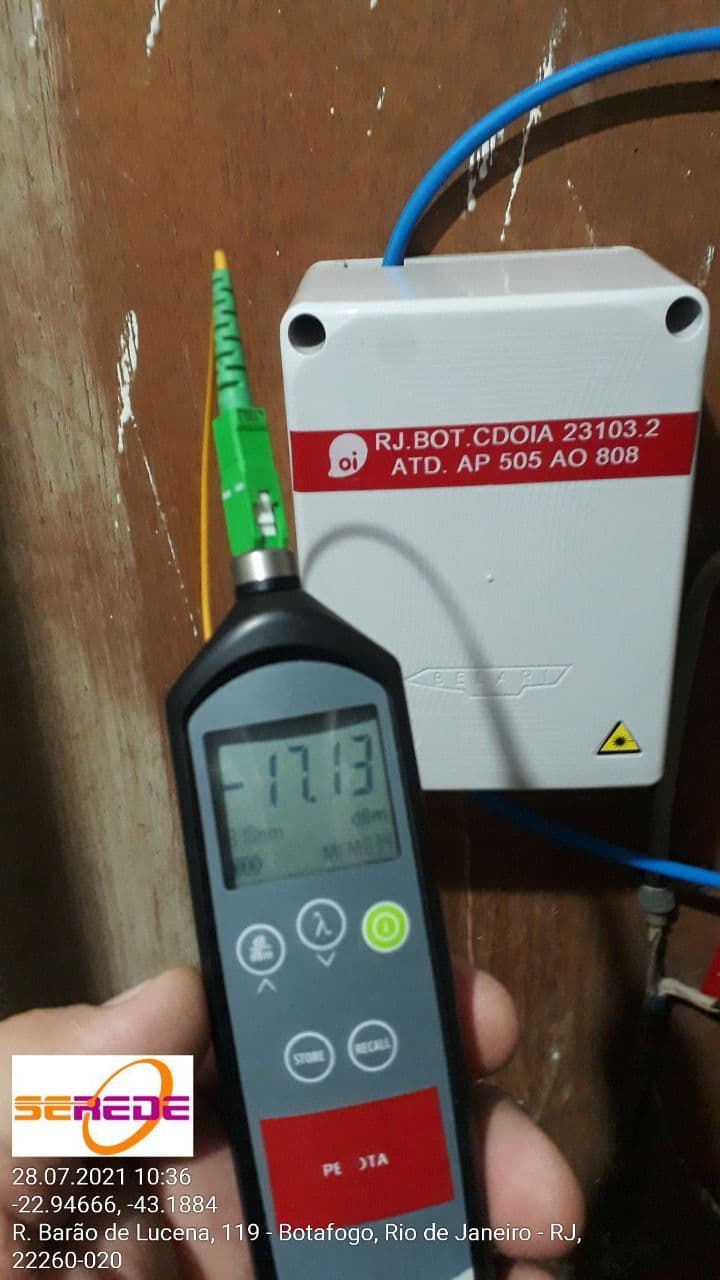 oi RJ.BOT.CDOIA 23103.2
ATD. AP 505 AO 808
BELARI
-17.13
dBm
STORE
RECALL
SEREDE
28.07.2021 10:36
-22.94666, -43.1884
R. Barão de Lucena, 119 - Botafogo, Rio de Janeiro - RJ,
22260-020